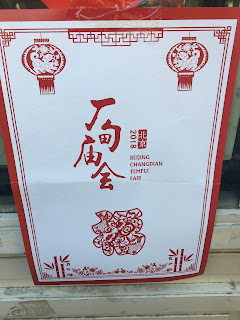 厂甸庙会
北京
2018
BEIJING
CHANGDIAN
TEMPLE
FAIR